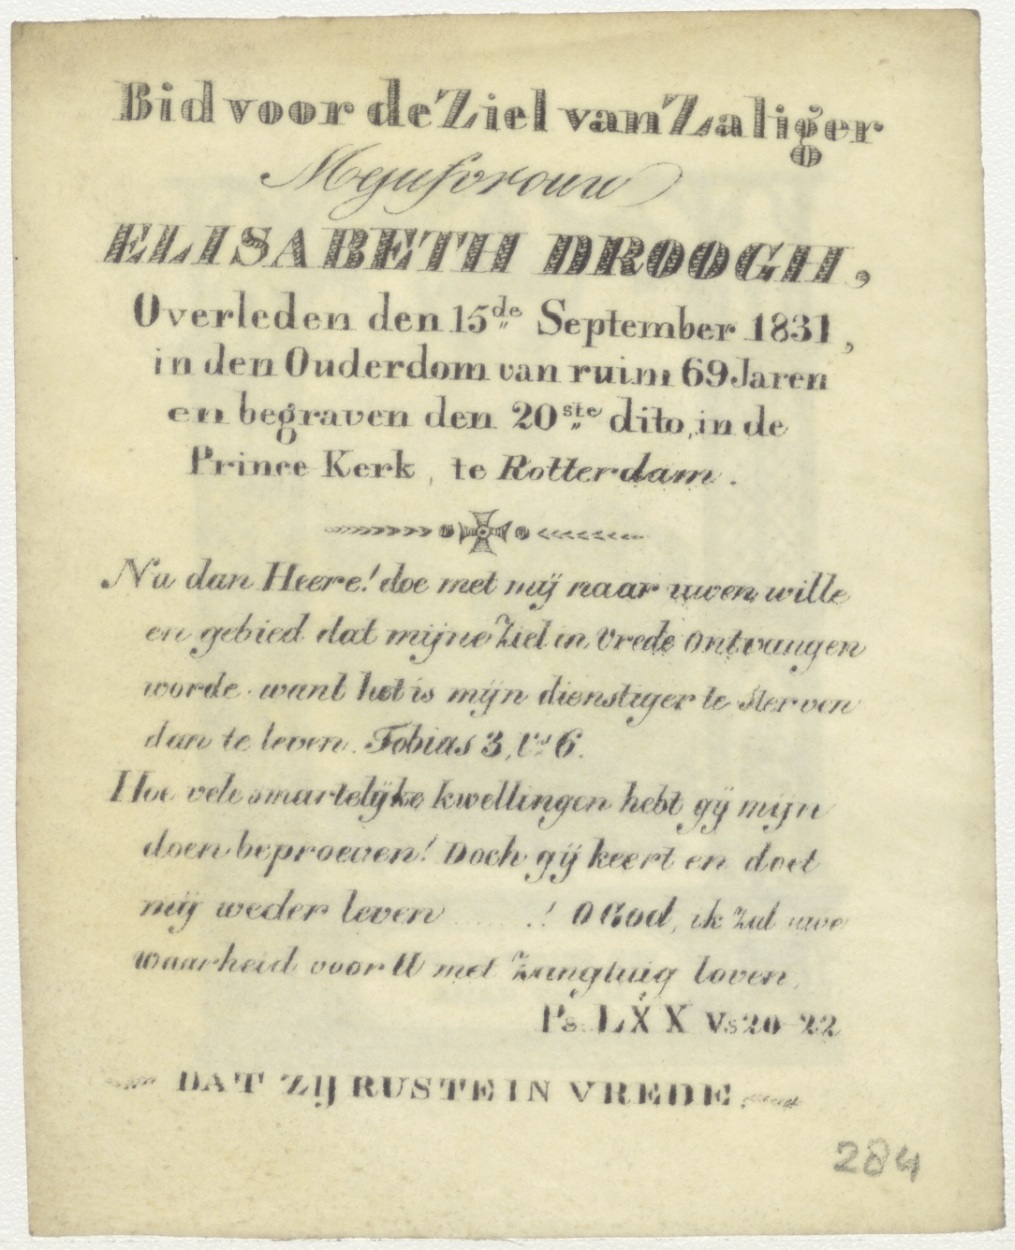 Bid voor de Ziel van Zaliger
Mejufvrouw
ELISABETH DROOGH,
Overleden den 15de September 1831,
in den Ouderdom van ruim 69 Jaren
en begraven den 20ste dito, in de
Prince Kerk, te Rotterdam.
Nu dan Heere! doe met mij naar uwen wille
en gebied dat mijne Ziel in Vrede Ontvangen
worde want het is mijn dienstiger te sterven
dan te leven. Tobias 3, Vs 6.
Hoe vele smartelijke kwellingen hebt gij mijn
doen beproeven! Doch gij keert en doet
mij weder leven ......! O God, ik zal uwe
waarheid voor U met Zangtuig loven,
Ps. LXX Vs 20-22
DAT ZIJ RUSTE IN VREDE
284